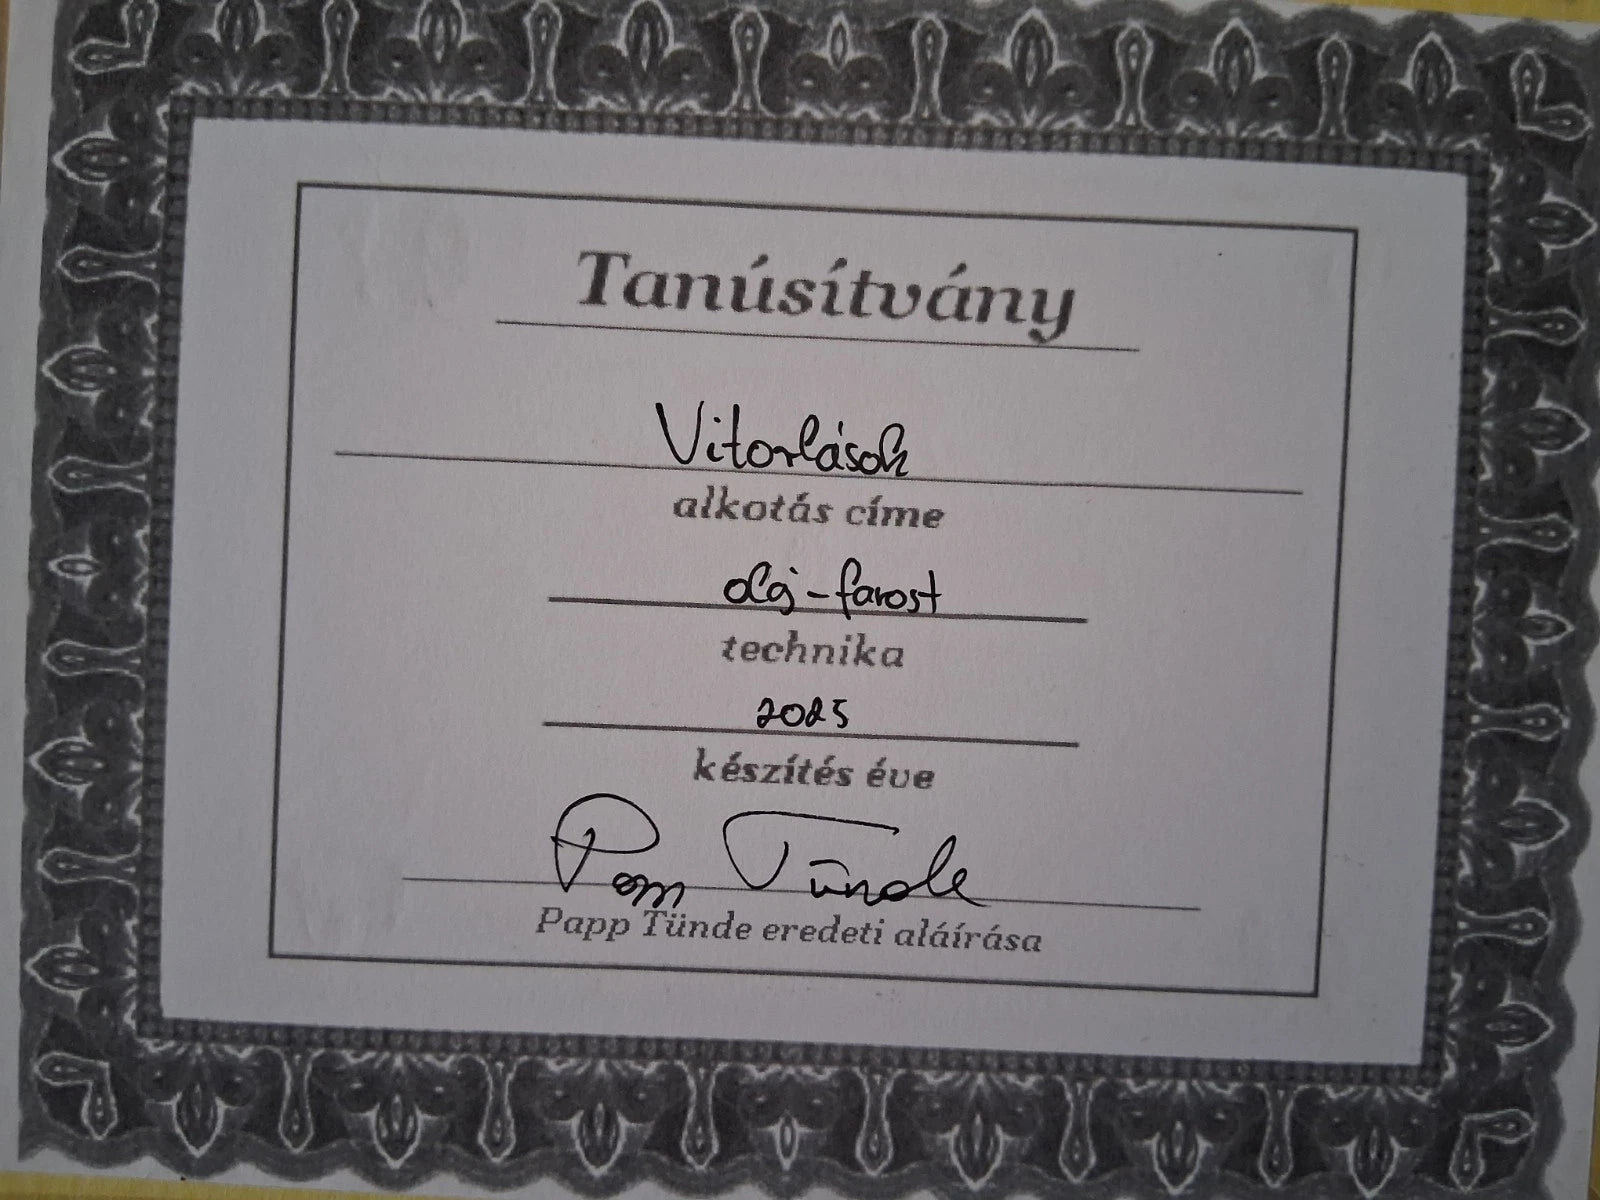 Tanúsítvány
Vitorlások
alkotás címe
olaj-farost
technika
2025
készítés éve
Papp Tünde
Papp Tünde eredeti aláírása